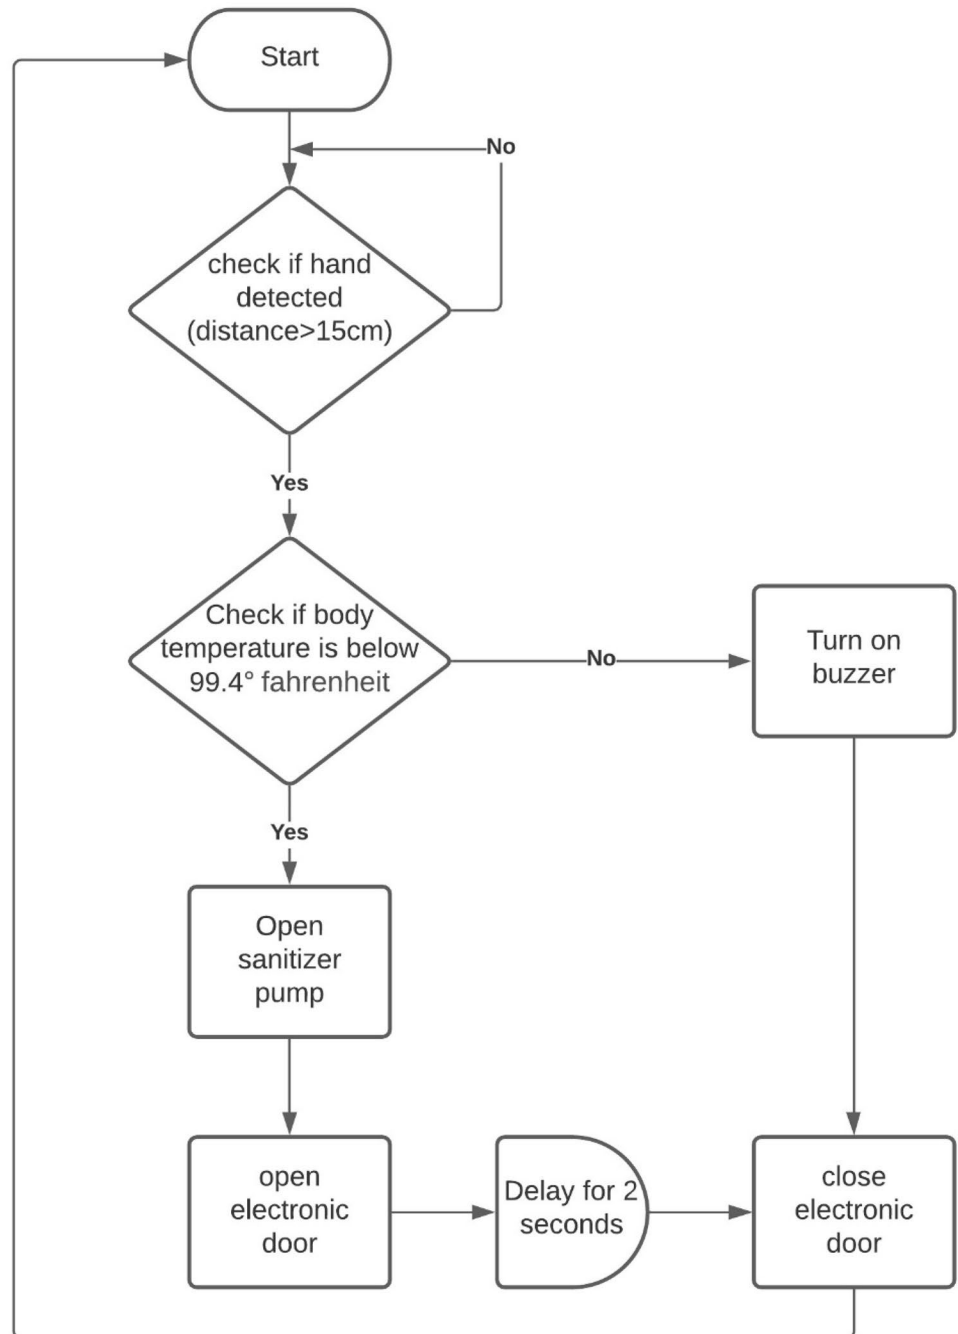 Start
No
check if hand
detected
(distance>15cm)
Yes
Check if body
temperature is below
99.4° fahrenheit
No
Turn on
buzzer
Yes
Open
sanitizer
pump
open
electronic
door
Delay for 2
seconds
close
electronic
door